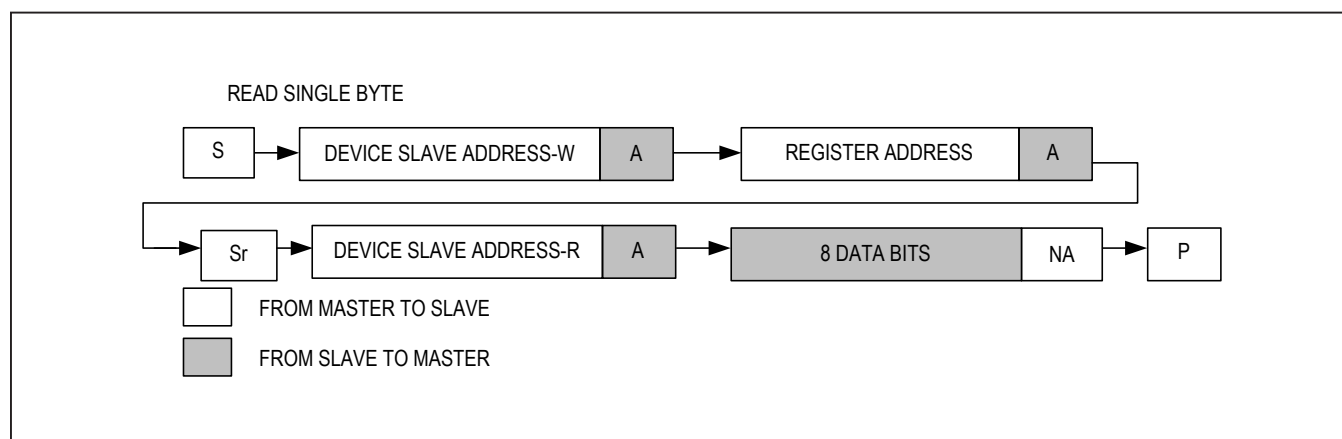 READ SINGLE BYTE
S DEVICE SLAVE ADDRESS-W A REGISTER ADDRESS A
Sr DEVICE SLAVE ADDRESS-R A 8 DATA BITS NA P
FROM MASTER TO SLAVE
FROM SLAVE TO MASTER